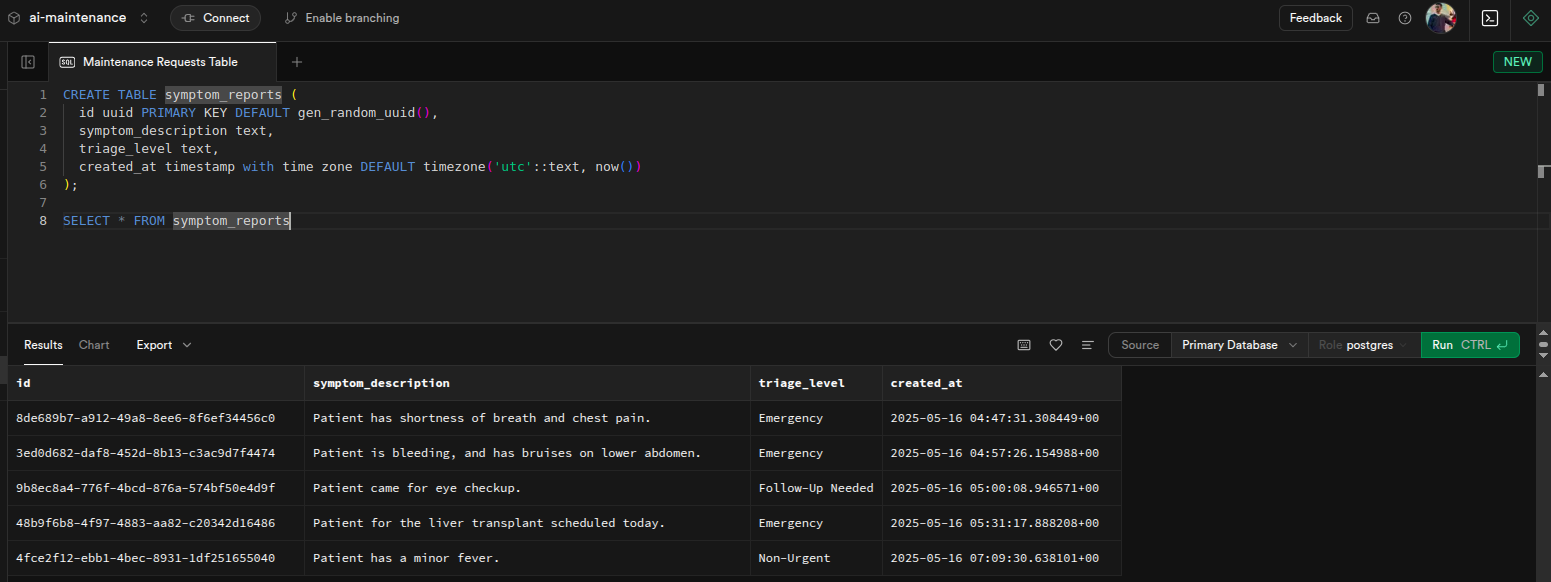 ai-maintenance Connect Enable branching Feedback
SQL Maintenance Requests Table NEW
1 CREATE TABLE symptom_reports (
2 id uuid PRIMARY KEY DEFAULT gen_random_uuid(),
3 symptom_description text,
4 triage_level text,
5 created_at timestamp with time zone DEFAULT timezone('utc'::text, now())
6 );
7
8 SELECT * FROM symptom_reports
Results Chart Export Source Primary Database Role postgres Run CTRL
id symptom_description triage_level created_at
8de689b7-a912-49a8-8ee6-8f6ef34456c0 Patient has shortness of breath and chest pain. Emergency 2025-05-16 04:47:31.308449+00
3ed0d682-daf8-452d-8b13-c3ac9d7f4474 Patient is bleeding, and has bruises on lower abdomen. Emergency 2025-05-16 04:57:26.154988+00
9b8ec8a4-776f-4bcd-876a-574bf50e4d9f Patient came for eye checkup. Follow-Up Needed 2025-05-16 05:00:08.946571+00
48b9f6b8-4f97-4883-aa82-c20342d16486 Patient for the liver transplant scheduled today. Emergency 2025-05-16 05:31:17.888208+00
4fce2f12-ebb1-4bec-8931-1df251655040 Patient has a minor fever. Non-Urgent 2025-05-16 07:09:30.638101+00